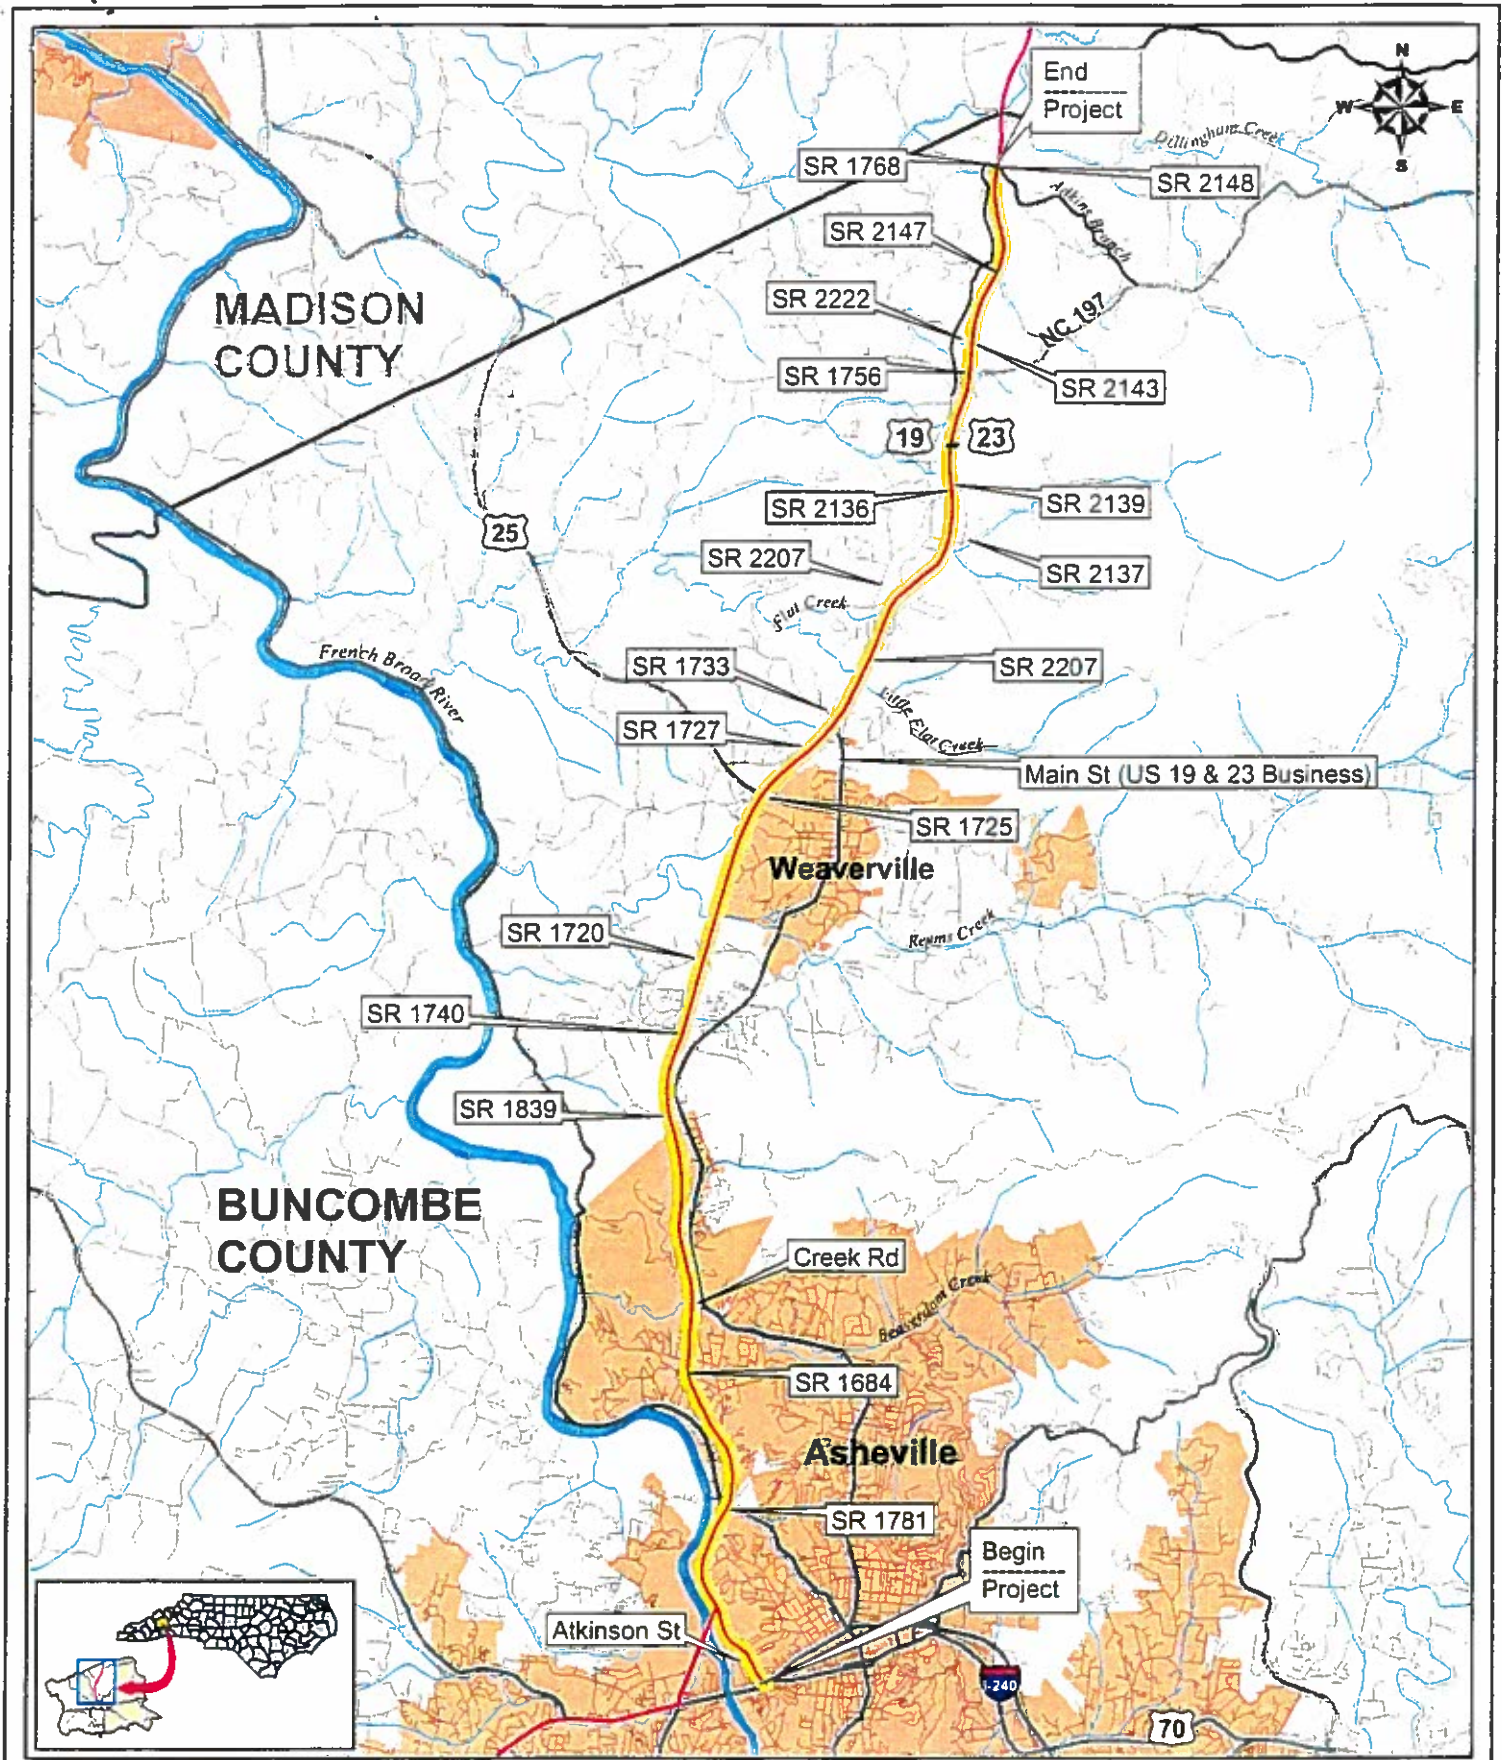 N
W
E
S
End
Project
Dillingham Creek
SR 1768
SR 2148
Adkins Branch
SR 2147
MADISON
COUNTY
SR 2222
NC 197
SR 1756
SR 2143
19
23
25
SR 2136
SR 2139
SR 2207
SR 2137
Flat Creek
French Broad River
SR 1733
SR 2207
Little Flat Creek
SR 1727
Main St (US 19 & 23 Business)
SR 1725
Weaverville
SR 1720
Reems Creek
SR 1740
SR 1839
BUNCOMBE
COUNTY
Creek Rd
Beaverdam Creek
SR 1684
Asheville
SR 1781
Begin
Project
Atkinson St
I-240
70